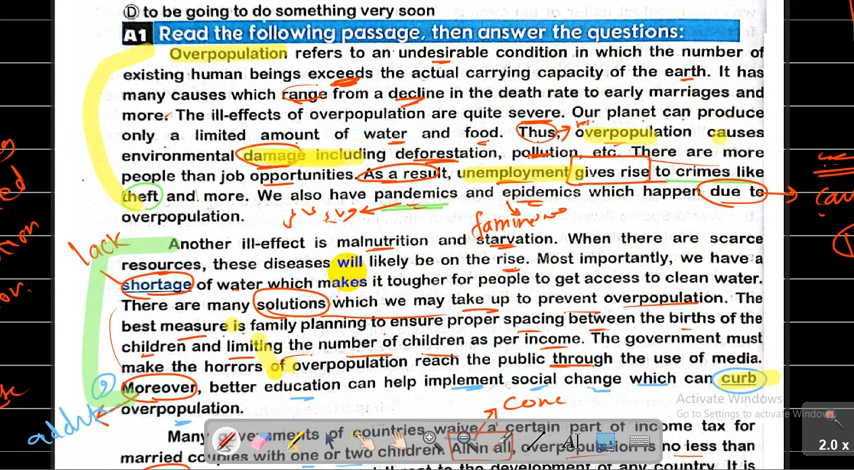 Ⓓ to be going to do something very soon
A1 Read the following passage, then answer the questions:
Overpopulation refers to an undesirable condition in which the number of
existing human beings exceeds the actual carrying capacity of the earth. It has
many causes which range from a decline in the death rate to early marriages and
more. The ill-effects of overpopulation are quite severe. Our planet can produce
only a limited amount of water and food. Thus, overpopulation causes
environmental damage including deforestation, pollution, etc. There are more
people than job opportunities. As a result, unemployment gives rise to crimes like
theft and more. We also have pandemics and epidemics which happen due to
overpopulation.
famine
lack
Another ill-effect is malnutrition and starvation. When there are scarce
resources, these diseases will likely be on the rise. Most importantly, we have a
shortage of water which makes it tougher for people to get access to clean water.
There are many solutions which we may take up to prevent overpopulation. The
best measure is family planning to ensure proper spacing between the births of the
children and limiting the number of children as per income. The government must
make the horrors of overpopulation reach the public through the use of media.
Moreover, better education can help implement social change which can curb
overpopulation.
Activate Windows
Go to Settings to activate Windows.
Many governments of countries waive a certain part of income tax for
married couples with one or two children. All in all, overpopulation is no less than
2.0 x